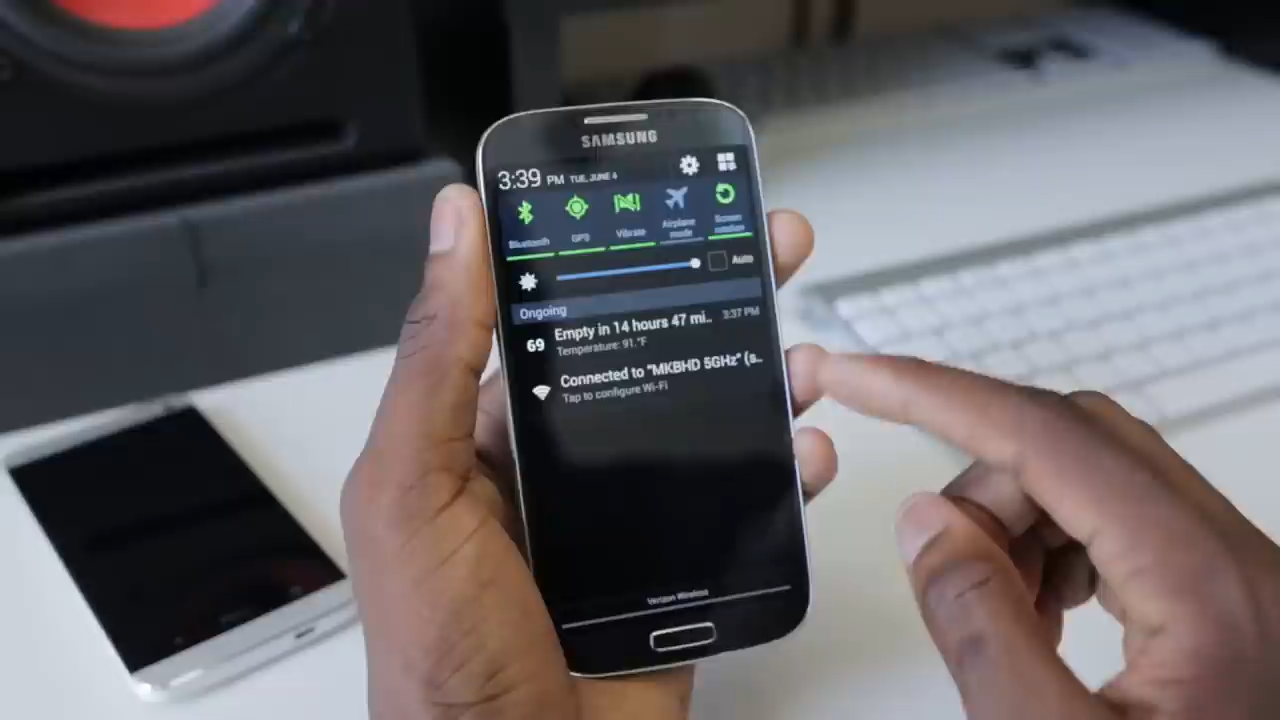 SAMSUNG
3:39 PM TUE, JUNE 4
Bluetooth GPS Vibrate Airplane mode Screen rotation
Auto
Ongoing
69 Empty in 14 hours 47 mi.. 3:37 PM
Temperature: 91.°F
Connected to "MKBHD 5GHz" (s..
Tap to configure Wi-Fi
Verizon Wireless